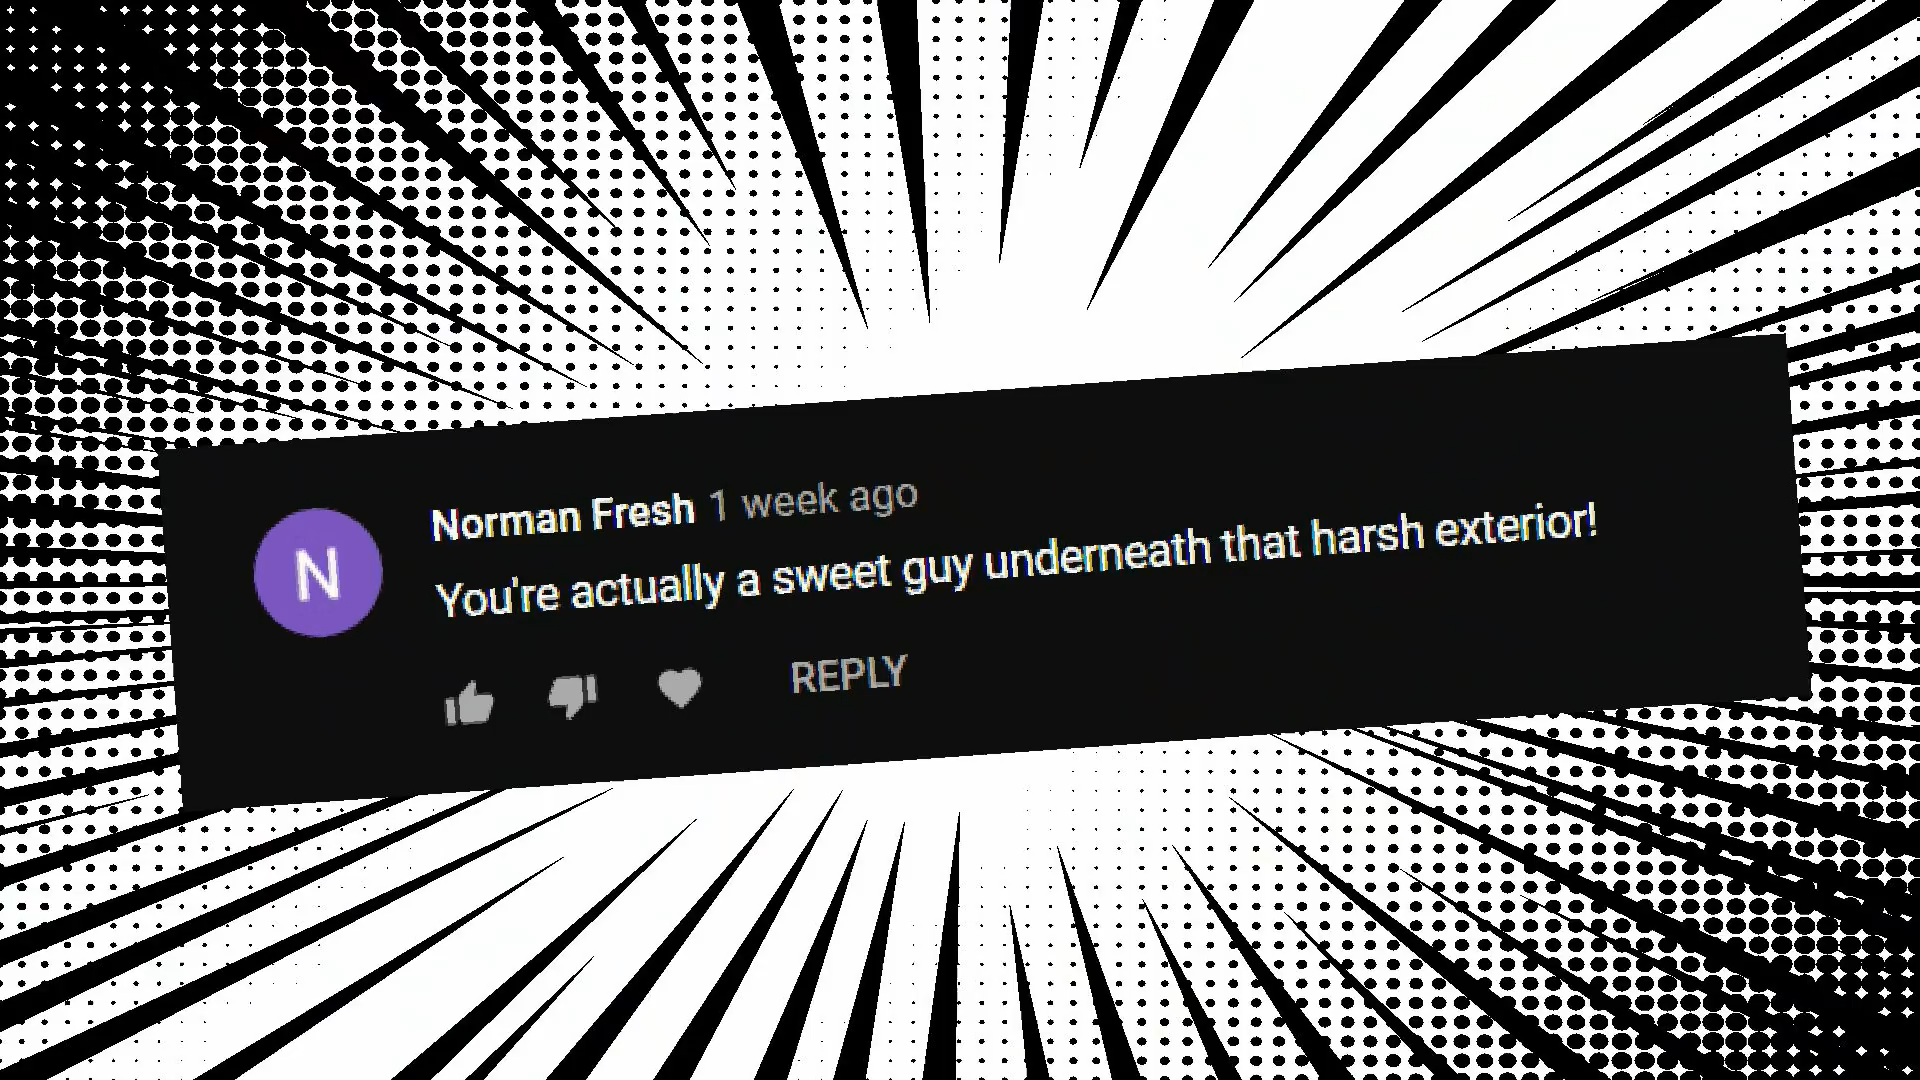 N
Norman Fresh 1 week ago
You're actually a sweet guy underneath that harsh exterior!
REPLY